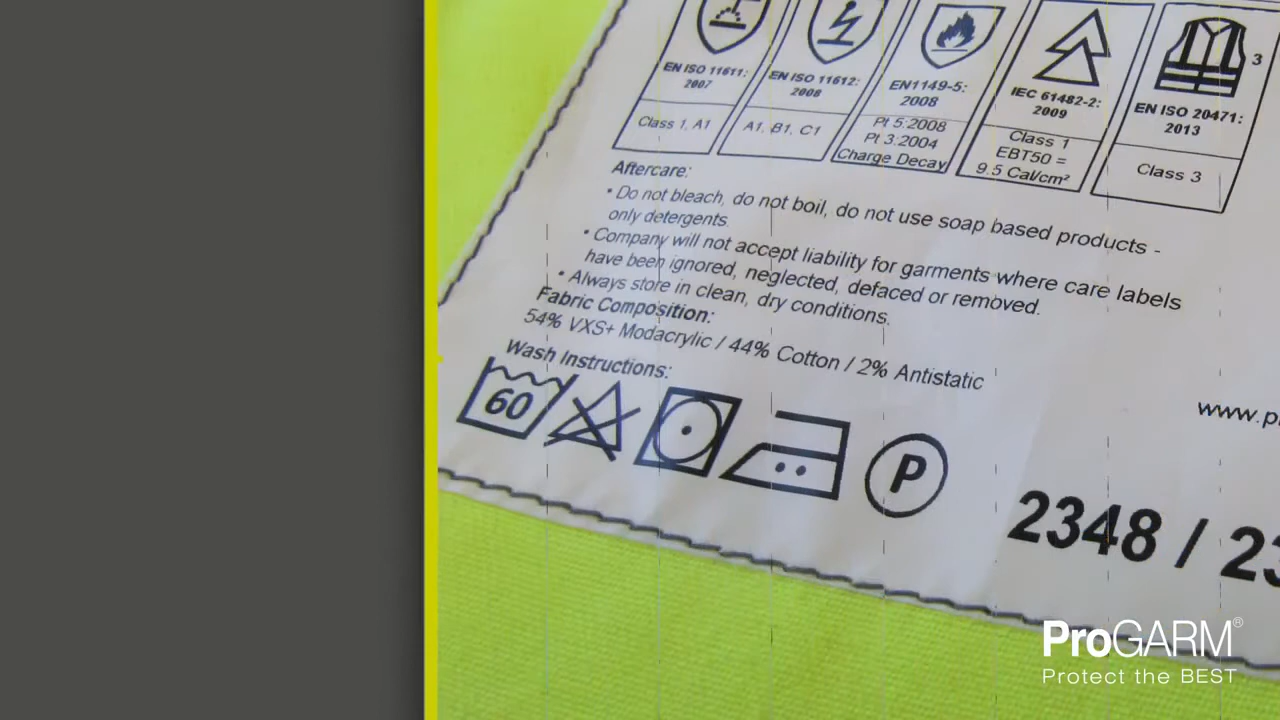 EN ISO 11611:
2007
Class 1, A1
EN ISO 11612:
2008
A1, B1, C1
EN1149-5:
2008
Pt 5:2008
Pt 3:2004
Charge Decay
IEC 61482-2:
2009
Class 1
EBT50 =
9.5 Cal/cm²
3
EN ISO 20471:
2013
Class 3
Aftercare:
• Do not bleach, do not boil, do not use soap based products -
only detergents.
• Company will not accept liability for garments where care labels
have been ignored, neglected, defaced or removed.
• Always store in clean, dry conditions.
Fabric Composition:
54% VXS+ Modacrylic / 44% Cotton / 2% Antistatic
Wash Instructions:
60
P
www.p
2348 / 23
ProGARM®
Protect the BEST